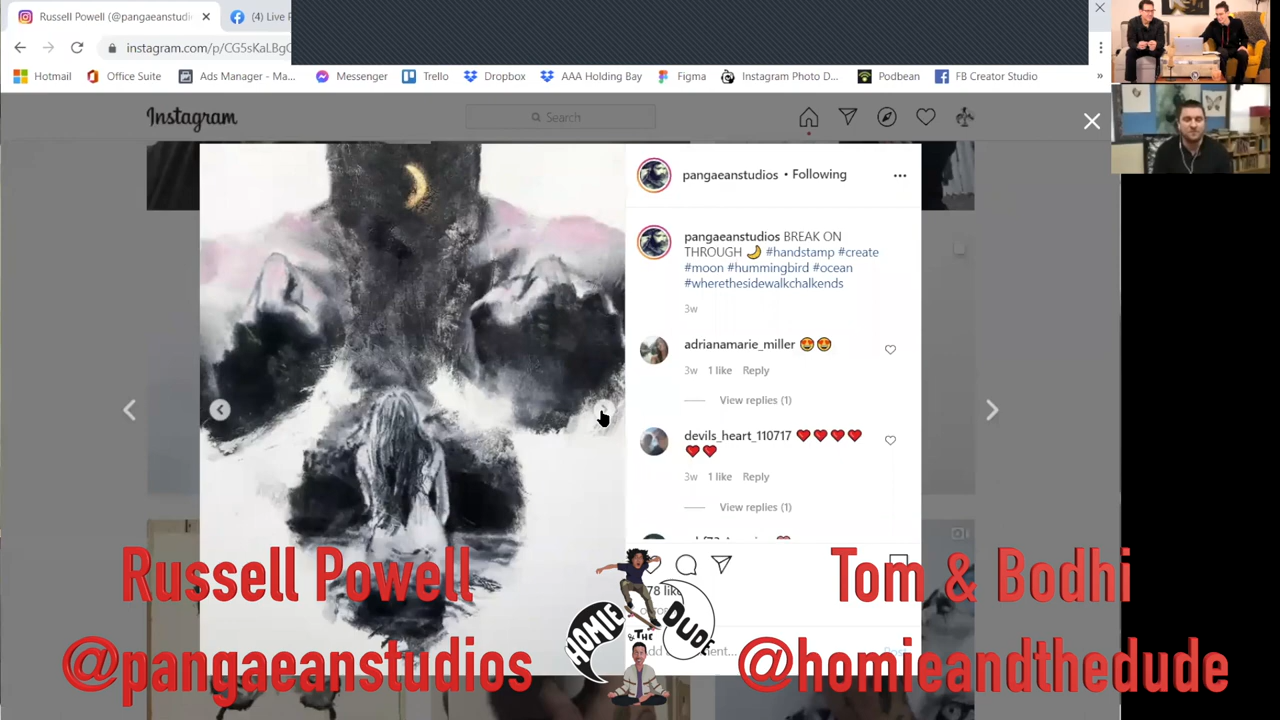 Russell Powell (@pangaeanstudi
(4) Live P
instagram.com/p/CG5sKaLBgC
Hotmail
Office Suite
Ads Manager - Ma...
Messenger
Trello
Dropbox
AAA Holding Bay
Figma
Instagram Photo D...
Podbean
FB Creator Studio
»
Instagram
Search
pangaeanstudios • Following
pangaeanstudios BREAK ON
THROUGH 🌙 #handstamp #create
#moon #hummingbird #ocean
#wherethesidewalkchalkends
3w
adrianamarie_miller 😍😍
3w 1 like Reply
View replies (1)
devils_heart_110717 ❤️❤️❤️❤️
❤️❤️
3w 1 like Reply
View replies (1)
78 lik
Russell Powell
Tom & Bodhi
HOMIE
& THE
DUDE
@pangaeanstudios
@homieandthedude